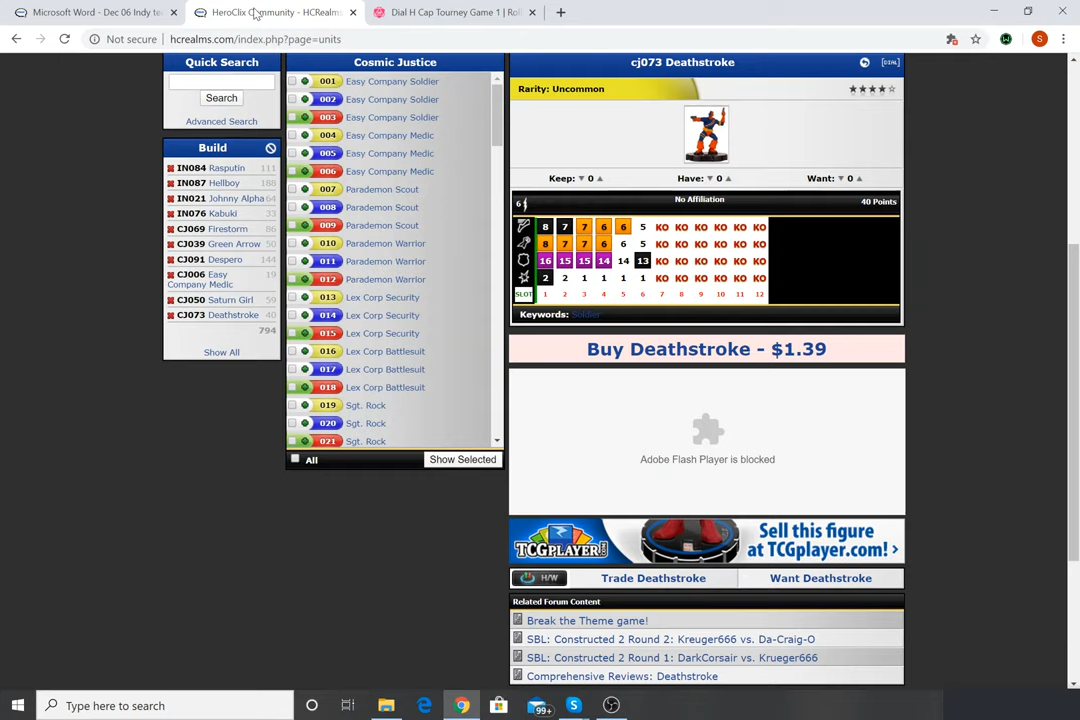 Microsoft Word - Dec 06 Indy te
HeroClix Community - HCRealms
Dial H Cap Tourney Game 1 | Roll
Not secure | hcrealms.com/index.php?page=units
Quick Search
Search
Advanced Search
Build
IN084 Rasputin 111
IN087 Hellboy 188
IN021 Johnny Alpha 64
IN076 Kabuki 33
CJ069 Firestorm 86
CJ039 Green Arrow 50
CJ091 Despero 144
CJ006 Easy Company Medic 19
CJ050 Saturn Girl 59
CJ073 Deathstroke 40
794
Show All
Cosmic Justice
001 Easy Company Soldier
002 Easy Company Soldier
003 Easy Company Soldier
004 Easy Company Medic
005 Easy Company Medic
006 Easy Company Medic
007 Parademon Scout
008 Parademon Scout
009 Parademon Scout
010 Parademon Warrior
011 Parademon Warrior
012 Parademon Warrior
013 Lex Corp Security
014 Lex Corp Security
015 Lex Corp Security
016 Lex Corp Battlesuit
017 Lex Corp Battlesuit
018 Lex Corp Battlesuit
019 Sgt. Rock
020 Sgt. Rock
021 Sgt. Rock
All
Show Selected
cj073 Deathstroke
[DIAL]
Rarity: Uncommon
Keep: 0 Have: 0 Want: 0
6 No Affiliation 40 Points
8 7 7 6 6 5 KO KO KO KO KO KO
8 7 7 6 6 5 KO KO KO KO KO KO
16 15 15 14 14 13 KO KO KO KO KO KO
2 2 1 1 1 1 KO KO KO KO KO KO
SLOT 1 2 3 4 5 6 7 8 9 10 11 12
Keywords: Soldier
Buy Deathstroke - $1.39
Adobe Flash Player is blocked
TCGPLAYER
Sell this figure
at TCGplayer.com!
H/W
Trade Deathstroke
Want Deathstroke
Related Forum Content
Break the Theme game!
SBL: Constructed 2 Round 2: Kreuger666 vs. Da-Craig-O
SBL: Constructed 2 Round 1: DarkCorsair vs. Krueger666
Comprehensive Reviews: Deathstroke
Type here to search
99+
S